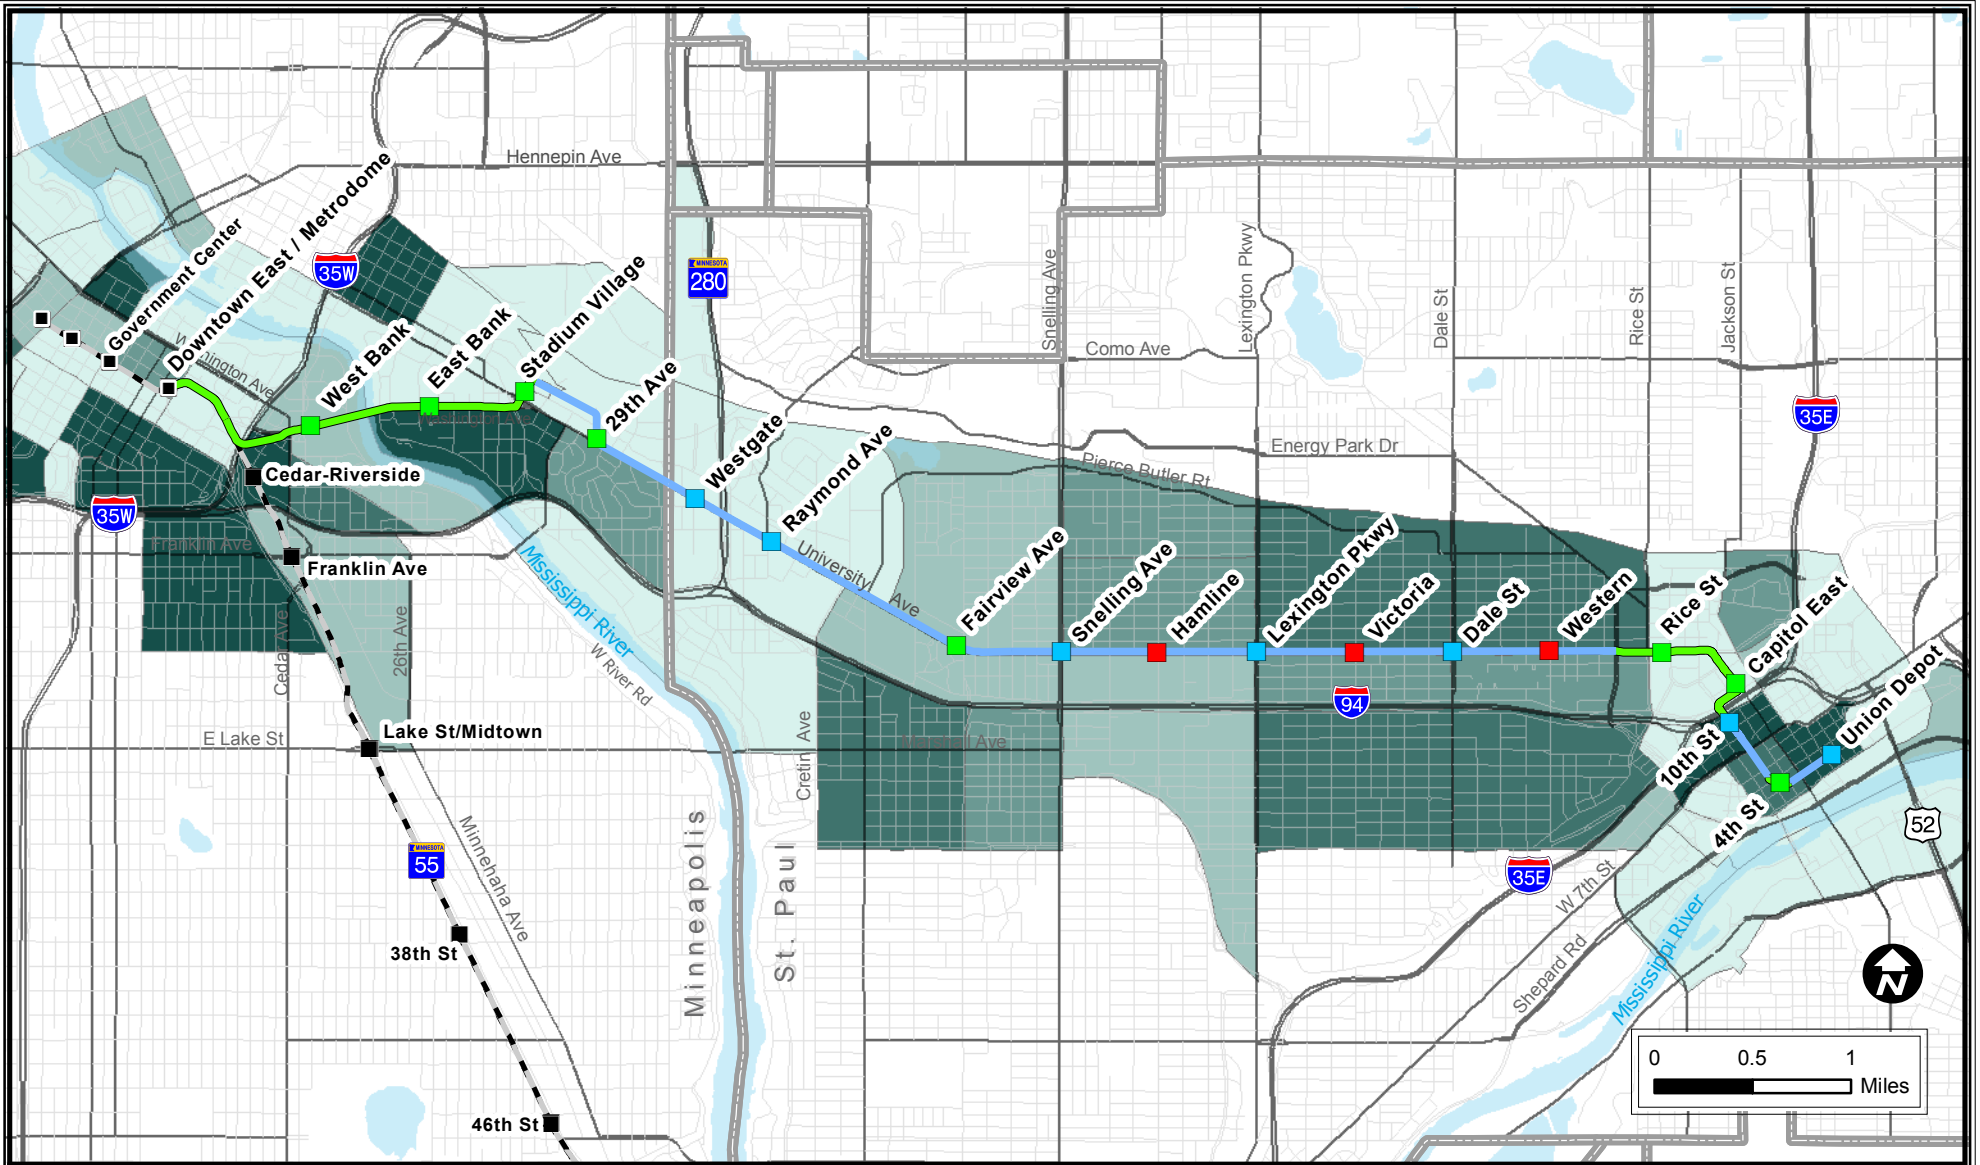 Hennepin Ave
Government Center
Downtown East / Metrodome
35W
MINNESOTA
280
Snelling Ave
Lexington Pkwy
Dale St
Rice St
Jackson St
Stadium Village
East Bank
West Bank
Washington Ave
29th Ave
Como Ave
35E
Westgate
Raymond Ave
Energy Park Dr
Pierce Butler Rt
Washington Ave
Cedar-Riverside
35W
Franklin Ave
Franklin Ave
Mississippi River
University Ave
Fairview Ave
Snelling Ave
Hamline
Lexington Pkwy
Victoria
Dale St
Western
Rice St
Capitol East
Union Depot
Cedar Ave
26th Ave
W River Rd
94
E Lake St
Lake St/Midtown
Cretin Ave
Marshall Ave
10th St
4th St
52
MINNESOTA
55
Minnehaha Ave
Minneapolis
St. Paul
35E
W 7th St
Shepard Rd
Mississippi River
38th St
N
46th St
0 0.5 1
Miles